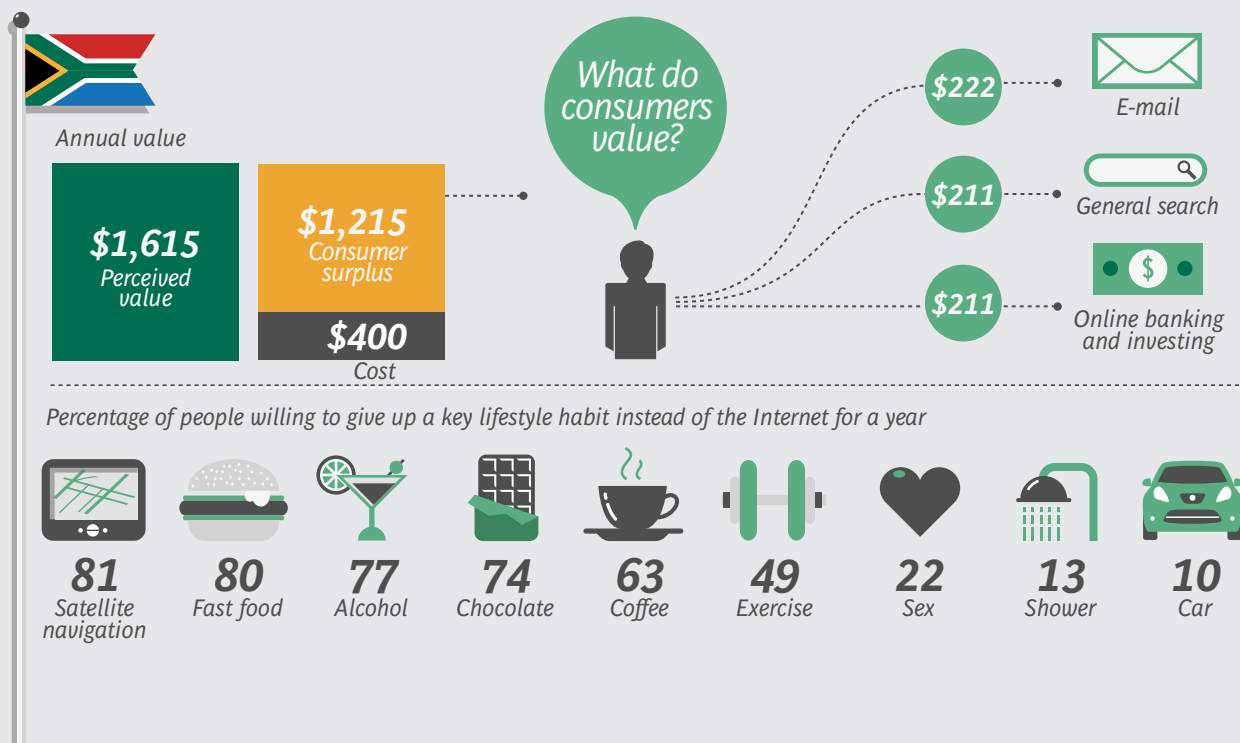 Annual value
$1,615
Perceived
value
$1,215
Consumer
surplus
$400
Cost
What do
consumers
value?
$222
E-mail
$211
General search
$
$211
Online banking
and investing
Percentage of people willing to give up a key lifestyle habit instead of the Internet for a year
81
Satellite
navigation
80
Fast food
77
Alcohol
74
Chocolate
63
Coffee
49
Exercise
22
Sex
13
Shower
10
Car